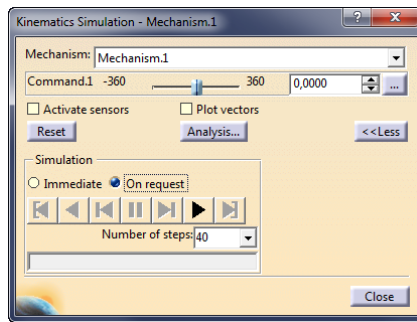 Kinematics Simulation - Mechanism.1
Mechanism: Mechanism.1
Command.1 -360 360 0,0000 ...
Activate sensors Plot vectors
Reset Analysis... <<Less
Simulation
Immediate On request
Number of steps: 40
Close